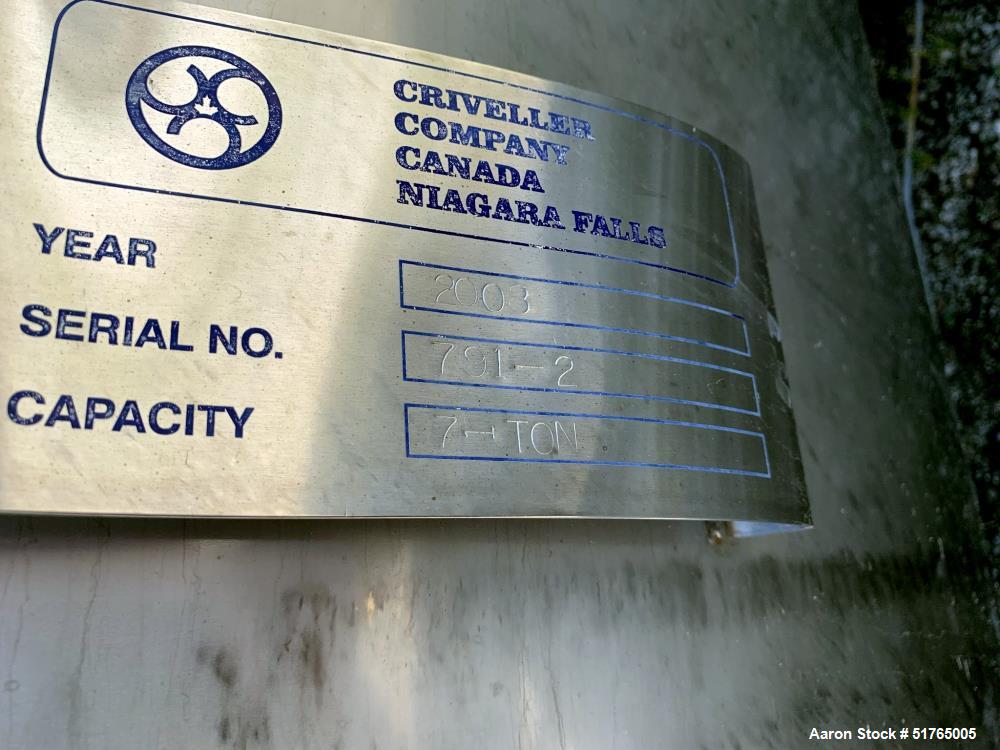 CRIVELLER
COMPANY
CANADA
NIAGARA FALLS
YEAR 2003
SERIAL NO. 791-2
CAPACITY 7-TON
Aaron Stock # 51765005